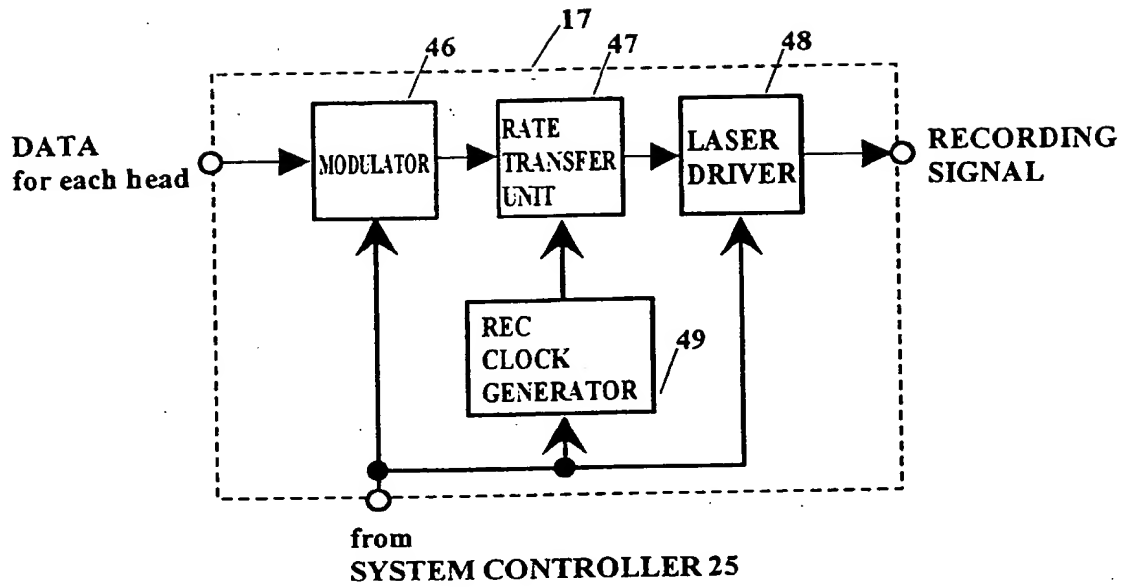 17
46
47
48
DATA
for each head
MODULATOR
RATE
TRANSFER
UNIT
LASER
DRIVER
RECORDING
SIGNAL
REC
CLOCK
GENERATOR
49
from
SYSTEM CONTROLLER 25